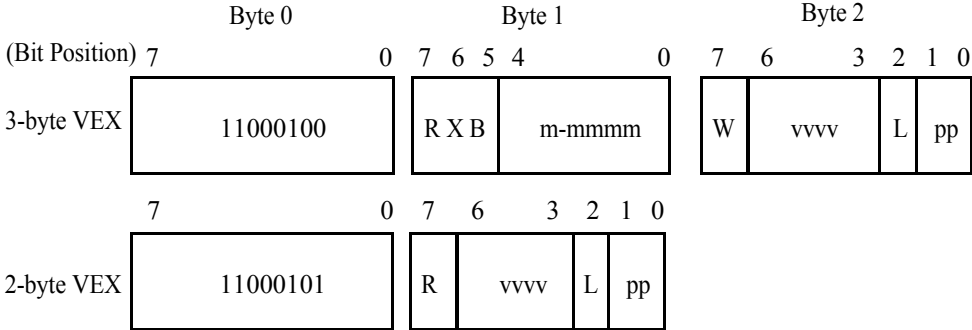 Byte 0 Byte 1 Byte 2
(Bit Position) 7 0 7 6 5 4 0 7 6 3 2 1 0
3-byte VEX 11000100 R X B m-mmmm W vvvv L pp
7 0 7 6 3 2 1 0
2-byte VEX 11000101 R vvvv L pp